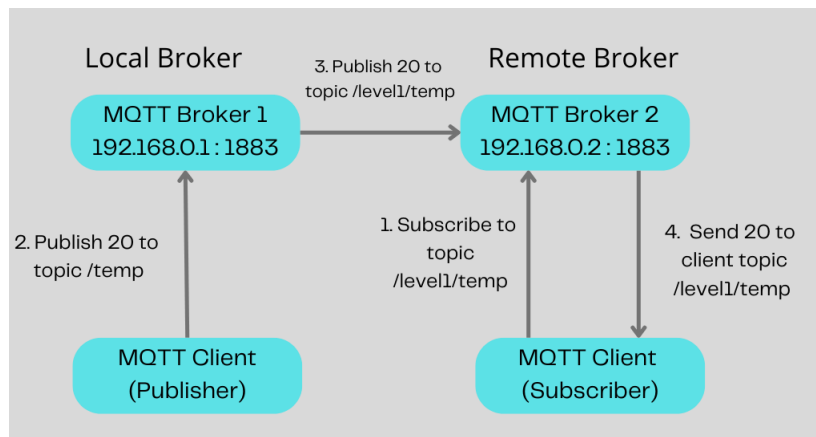 Local Broker
Remote Broker
3. Publish 20 to
topic /level1/temp
MQTT Broker 1
192.168.0.1 : 1883
MQTT Broker 2
192.168.0.2 : 1883
2. Publish 20 to
topic /temp
1. Subscribe to
topic
/level1/temp
4. Send 20 to
client topic
/level1/temp
MQTT Client
(Publisher)
MQTT Client
(Subscriber)